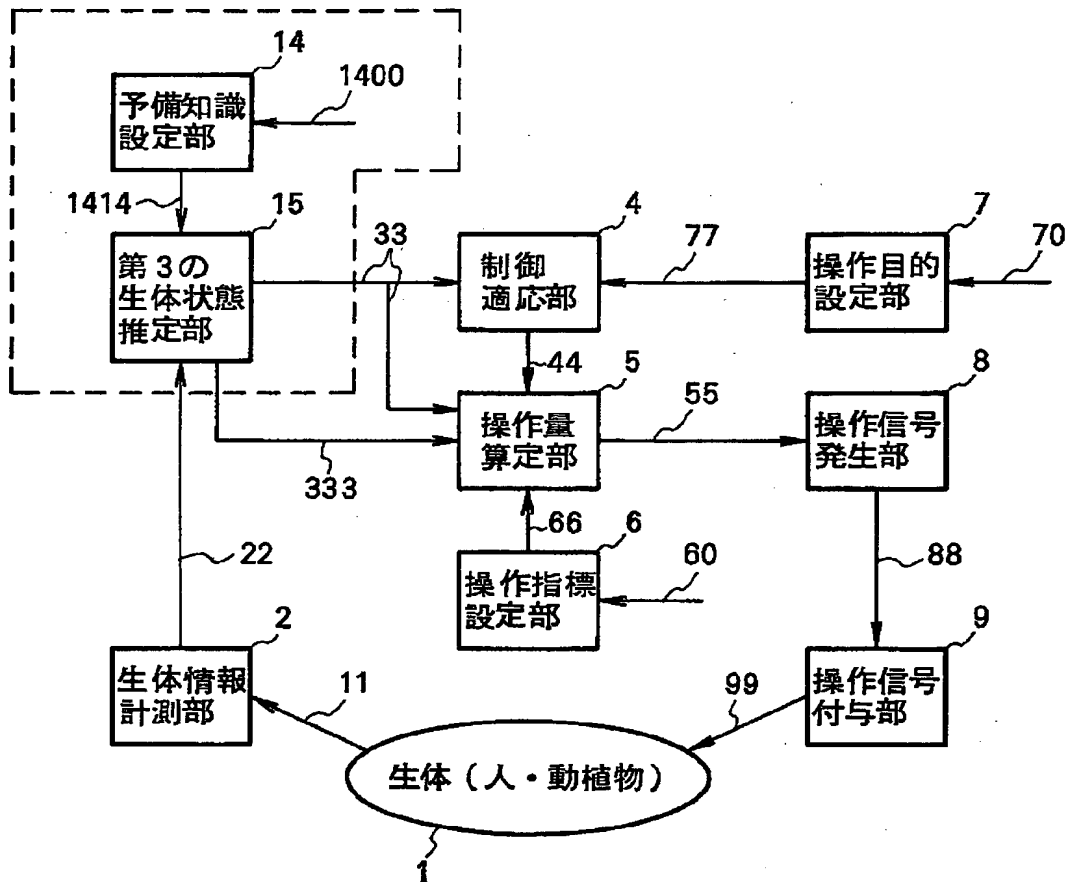 14
1400
予備知識
設定部
1414
15
33
4
77
7
70
第3の
生体状態
推定部
制御
適応部
操作目的
設定部
44
5
55
8
操作量
算定部
操作信号
発生部
333
66
6
60
22
88
操作指標
設定部
2
9
11
99
生体情報
計測部
操作信号
付与部
生体(人・動植物)
1